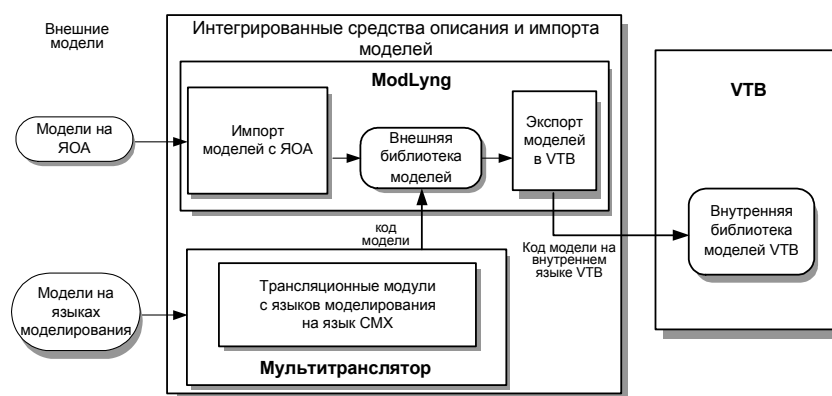 Внешние
модели
Интегрированные средства описания и импорта
моделей
ModLyng
VTB
Модели на
ЯОА
Импорт
моделей с ЯОА
Внешняя
библиотека
моделей
Экспорт
моделей
в VTB
код
модели
Код модели на
внутреннем
языке VTB
Внутренняя
библиотека
моделей VTB
Модели на
языках
моделирования
Трансляционные модули
с языков моделирования
на язык СМХ
Мультитранслятор